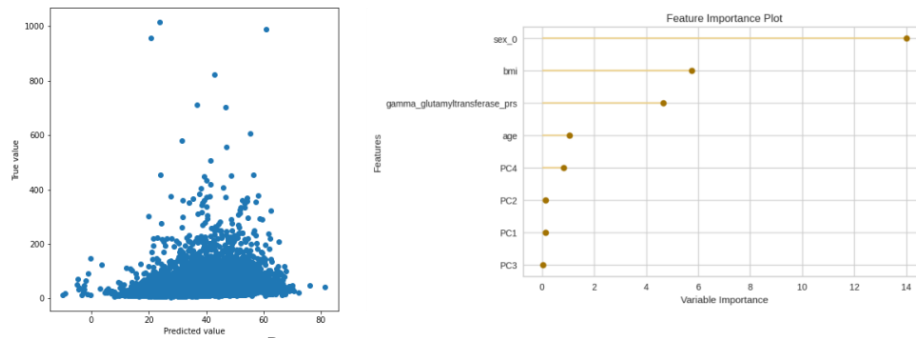 1000
800
600
400
200
0
True value
0
20
40
60
80
Predicted value
Feature Importance Plot
Features
sex_0
bmi
gamma_glutamyltransferase_prs
age
PC4
PC2
PC1
PC3
0
2
4
6
8
10
12
14
Variable Importance